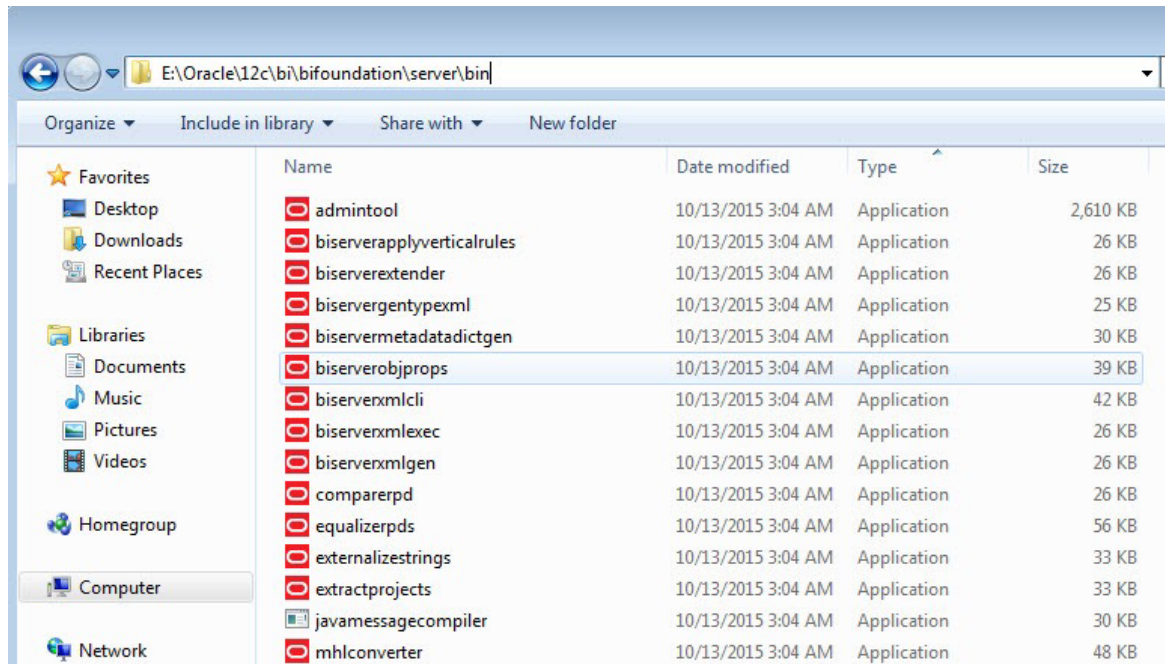 E:\Oracle\12c\bi\bifoundation\server\bin
Organize Include in library Share with New folder
Favorites
Desktop
Downloads
Recent Places
Libraries
Documents
Music
Pictures
Videos
Homegroup
Computer
Network
Name Date modified Type Size
admintool 10/13/2015 3:04 AM Application 2,610 KB
biserverapplyverticalrules 10/13/2015 3:04 AM Application 26 KB
biserverextender 10/13/2015 3:04 AM Application 26 KB
biservergentypexml 10/13/2015 3:04 AM Application 25 KB
biservermetadatadictgen 10/13/2015 3:04 AM Application 30 KB
biserverobjprops 10/13/2015 3:04 AM Application 39 KB
biserverxmlcli 10/13/2015 3:04 AM Application 42 KB
biserverxmlexec 10/13/2015 3:04 AM Application 26 KB
biserverxmlgen 10/13/2015 3:04 AM Application 26 KB
comparerpd 10/13/2015 3:04 AM Application 26 KB
equalizerpds 10/13/2015 3:04 AM Application 56 KB
externalizestrings 10/13/2015 3:04 AM Application 33 KB
extractprojects 10/13/2015 3:04 AM Application 33 KB
javamessagecompiler 10/13/2015 3:04 AM Application 30 KB
mhlconverter 10/13/2015 3:04 AM Application 48 KB